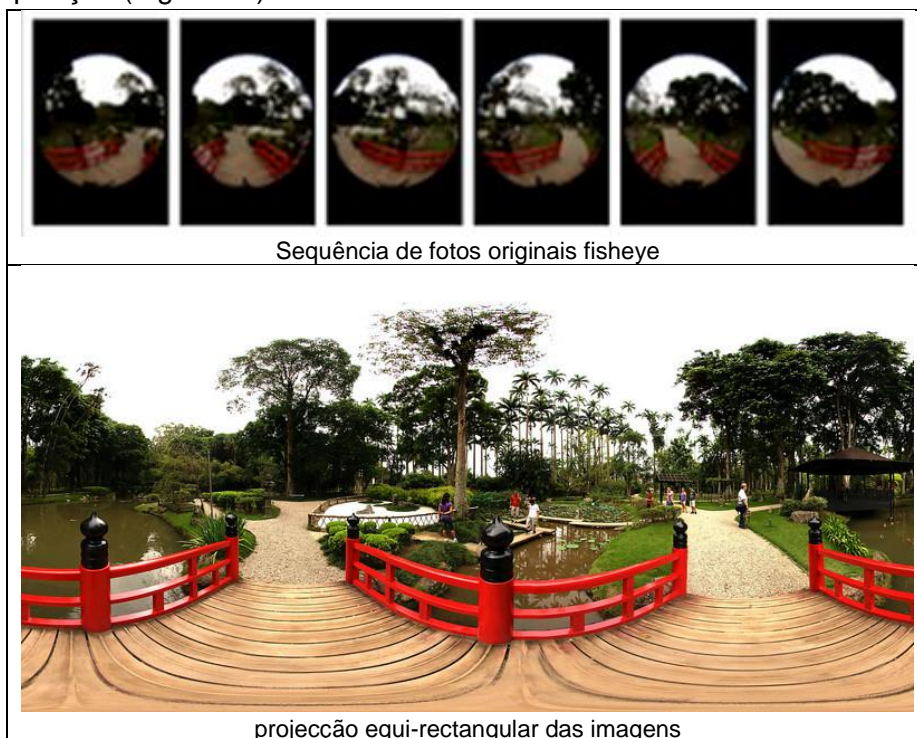 Sequência de fotos originais fisheye
projecção equi-rectangular das imagens